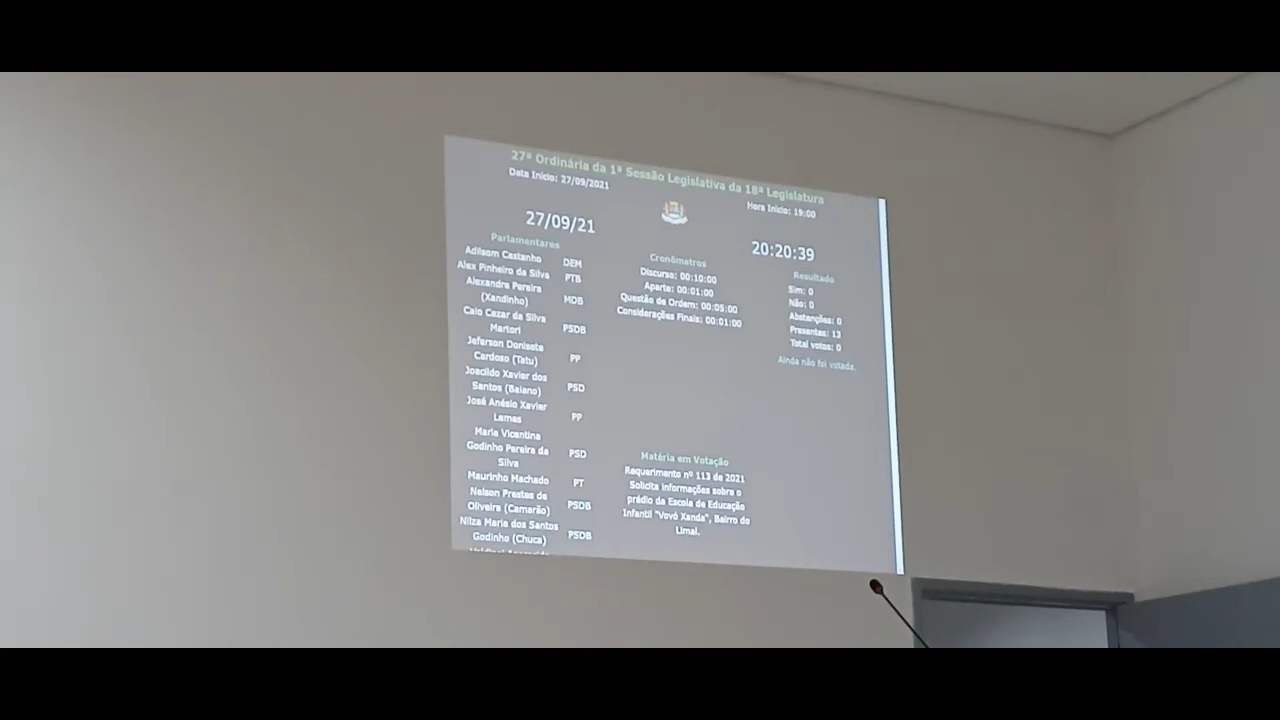 27ª Ordinária da 1ª Sessão Legislativa da 18ª Legislatura
Data Início: 27/09/2021
Hora Início: 19:00
27/09/21
20:20:39
Parlamentares
Adilsom Castanho DEM
Alex Pinheiro da Silva PTB
Alexandre Pereira
(Xandinho) MDB
Caio Cezar da Silva
Martori PSDB
Jeferson Donisete
Cardoso (Tatu) PP
Joacildo Xavier dos
Santos (Baiano) PSD
José Anésio Xavier
Lemes PP
Maria Vicentina
Godinho Pereira da
Silva PSD
Maurinho Machado PT
Nelson Prestes de
Oliveira (Camarão) PSDB
Nilza Maria dos Santos
Godinho (Chuca) PSDB
Cronômetros
Discurso: 00:10:00
Aparte: 00:01:00
Questão de Ordem: 00:05:00
Considerações Finais: 00:01:00
Resultado
Sim: 0
Não: 0
Abstenções: 0
Presentes: 13
Total votos: 0
Ainda não foi votada.
Matéria em Votação
Requerimento nº 113 de 2021
Solicita informações sobre o
prédio da Escola de Educação
Infantil "Vovó Xanda", Bairro do
Limal.